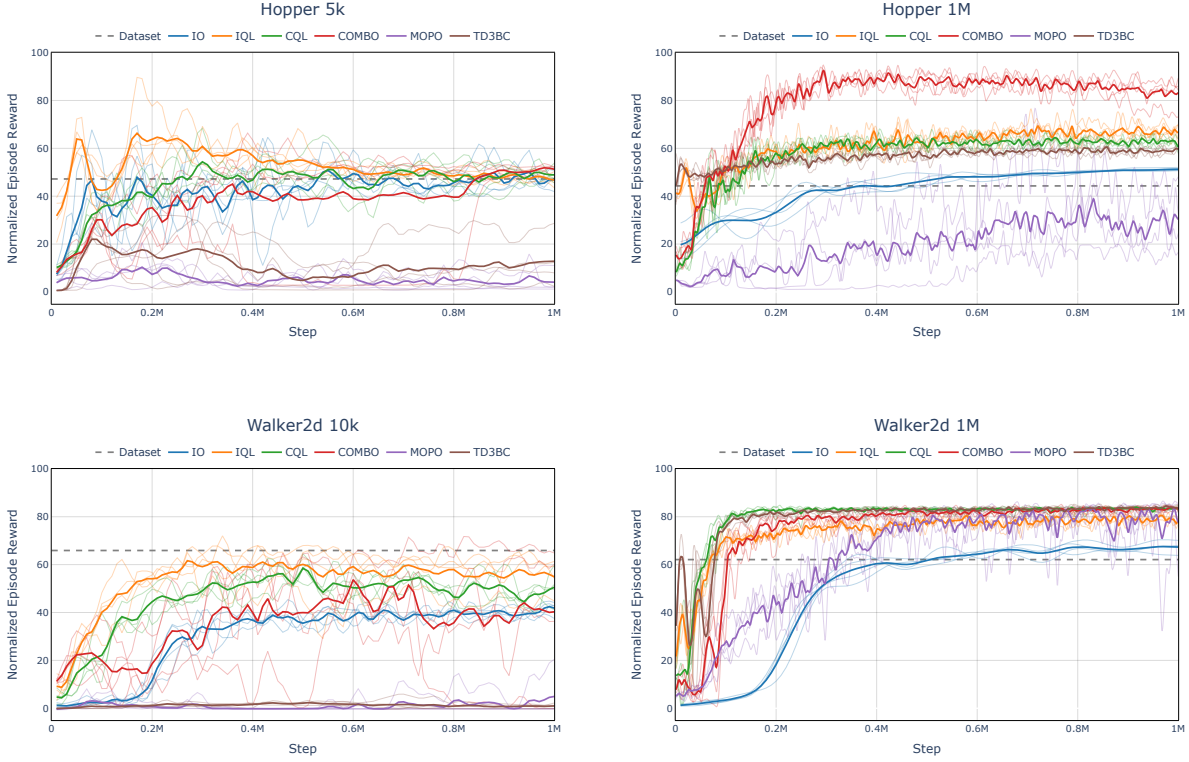 Hopper 5k
Dataset IO IQL CQL COMBO MOPO TD3BC
Normalized Episode Reward
100
80
60
40
20
0
0 0.2M 0.4M 0.6M 0.8M 1M
Step
Hopper 1M
Dataset IO IQL CQL COMBO MOPO TD3BC
Normalized Episode Reward
100
80
60
40
20
0
0 0.2M 0.4M 0.6M 0.8M 1M
Step
Walker2d 10k
Dataset IO IQL CQL COMBO MOPO TD3BC
Normalized Episode Reward
100
80
60
40
20
0
0 0.2M 0.4M 0.6M 0.8M 1M
Step
Walker2d 1M
Dataset IO IQL CQL COMBO MOPO TD3BC
Normalized Episode Reward
100
80
60
40
20
0
0 0.2M 0.4M 0.6M 0.8M 1M
Step